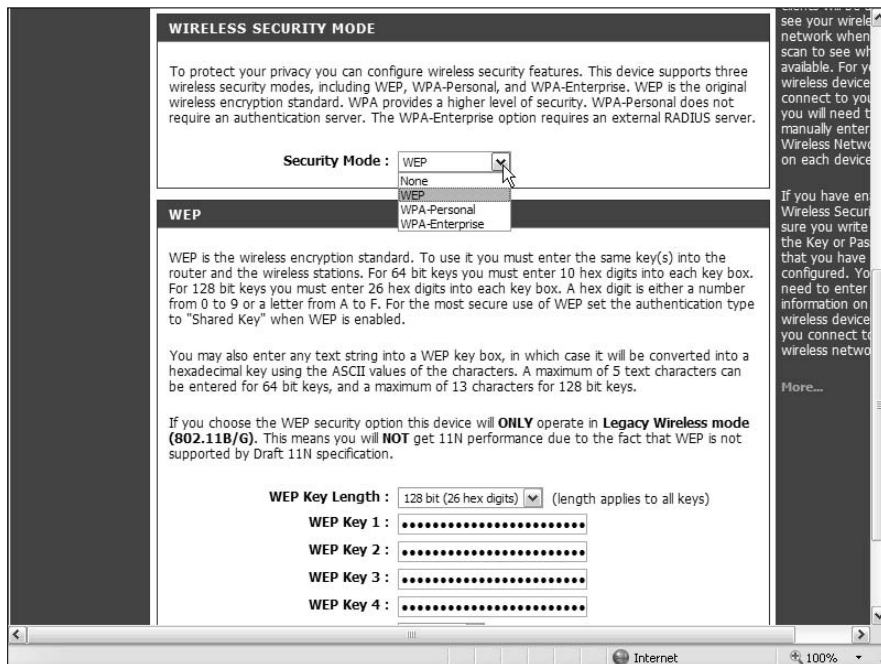 WIRELESS SECURITY MODE
To protect your privacy you can configure wireless security features. This device supports three
wireless security modes, including WEP, WPA-Personal, and WPA-Enterprise. WEP is the original
wireless encryption standard. WPA provides a higher level of security. WPA-Personal does not
require an authentication server. The WPA-Enterprise option requires an external RADIUS server.
Security Mode : WEP
None
WEP
WPA-Personal
WPA-Enterprise
WEP
WEP is the wireless encryption standard. To use it you must enter the same key(s) into the
router and the wireless stations. For 64 bit keys you must enter 10 hex digits into each key box.
For 128 bit keys you must enter 26 hex digits into each key box. A hex digit is either a number
from 0 to 9 or a letter from A to F. For the most secure use of WEP set the authentication type
to "Shared Key" when WEP is enabled.
You may also enter any text string into a WEP key box, in which case it will be converted into a
hexadecimal key using the ASCII values of the characters. A maximum of 5 text characters can
be entered for 64 bit keys, and a maximum of 13 characters for 128 bit keys.
If you choose the WEP security option this device will ONLY operate in Legacy Wireless mode
(802.11B/G). This means you will NOT get 11N performance due to the fact that WEP is not
supported by Draft 11N specification.
WEP Key Length : 128 bit (26 hex digits) (length applies to all keys)
WEP Key 1 :
WEP Key 2 :
WEP Key 3 :
WEP Key 4 :
see your
network when
scan to see
available. For
wireless device
connect to
you will need
manually enter
Wireless
on each device
If you have
Wireless
sure you write
the Key or
that you have
configured.
need to enter
information on
wireless device
you connect
wireless
More...
Internet
100%